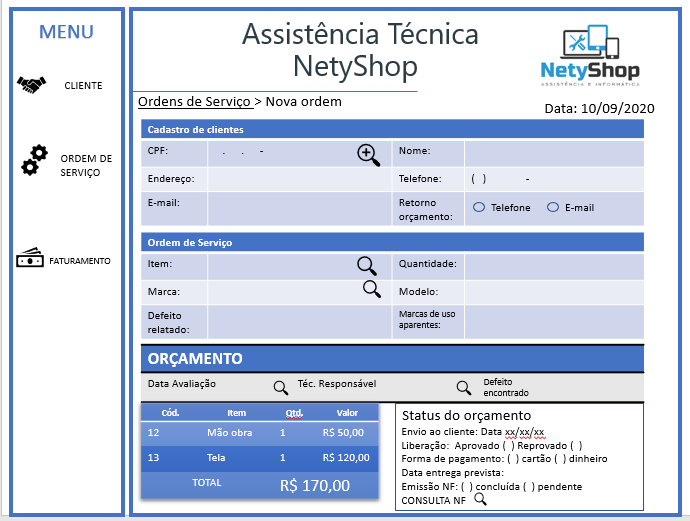 MENU
CLIENTE
ORDEM DE
SERVIÇO
FATURAMENTO
Assistência Técnica
NetyShop
NetyShop
ASSISTÊNCIA E INFORMÁTICA
Ordens de Serviço > Nova ordem
Data: 10/09/2020
Cadastro de clientes
CPF: . . - Nome:
Endereço: Telefone: ( ) -
E-mail: Retorno
orçamento: Telefone E-mail
Ordem de Serviço
Item: Quantidade:
Marca: Modelo:
Defeito
relatado:
Marcas de uso
aparentes:
ORÇAMENTO
Data Avaliação Téc. Responsável Defeito
encontrado
Cód. Item Qtd. Valor
12 Mão obra 1 R$ 50,00
13 Tela 1 R$ 120,00
TOTAL R$ 170,00
Status do orçamento
Envio ao cliente: Data xx/xx/xx
Liberação: Aprovado ( ) Reprovado ( )
Forma de pagamento: ( ) cartão ( ) dinheiro
Data entrega prevista:
Emissão NF: ( ) concluída ( ) pendente
CONSULTA NF